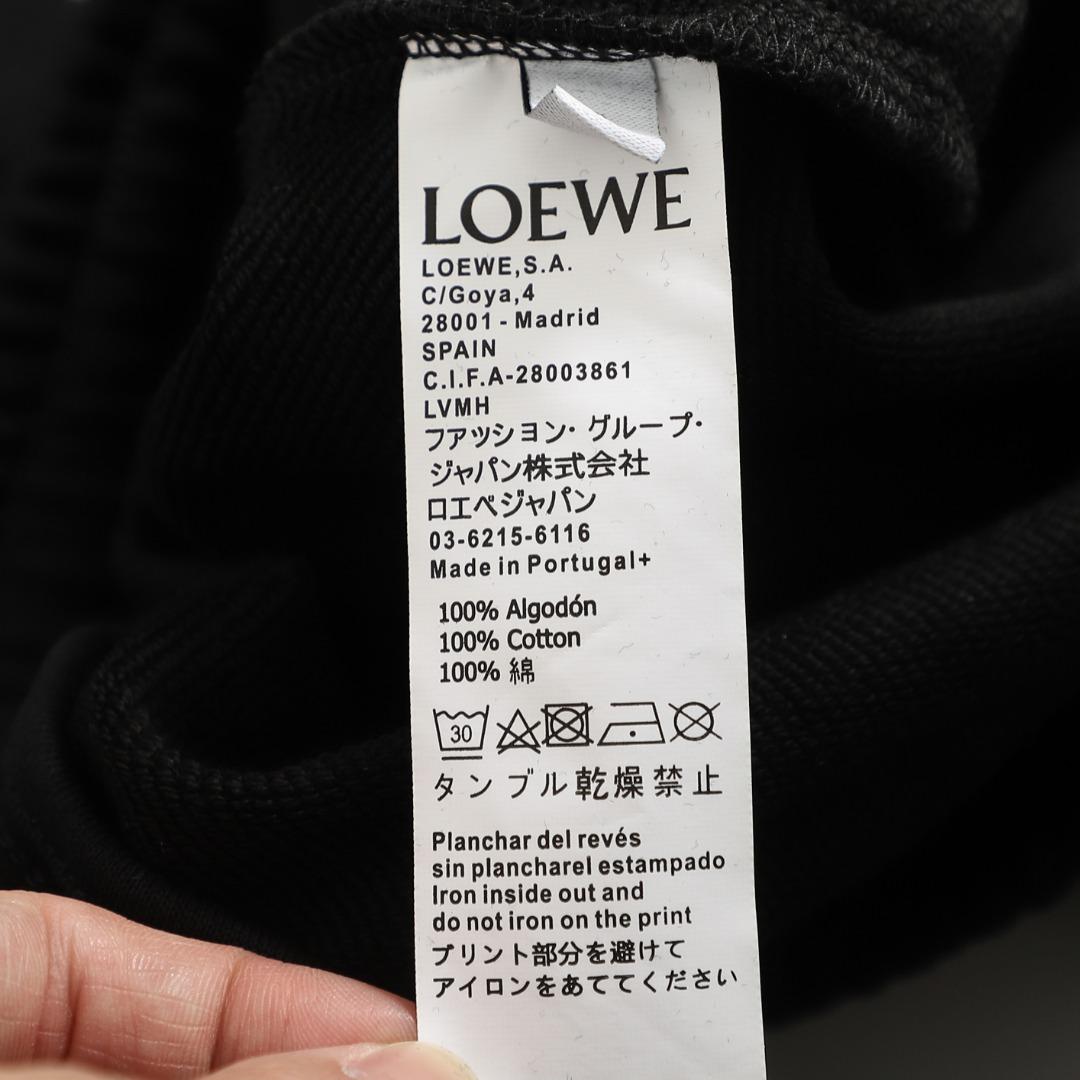 LOEWE
LOEWE,S.A.
C/Goya,4
28001 - Madrid
SPAIN
C.I.F.A-28003861
LVMH
ファッション・グループ・
ジャパン株式会社
ロエベジャパン
03-6215-6116
Made in Portugal+
100% Algodón
100% Cotton
100% 綿
30
タンブル乾燥禁止
Planchar del revés
sin plancharel estampado
Iron inside out and
do not iron on the print
プリント部分を避けて
アイロンをあててください